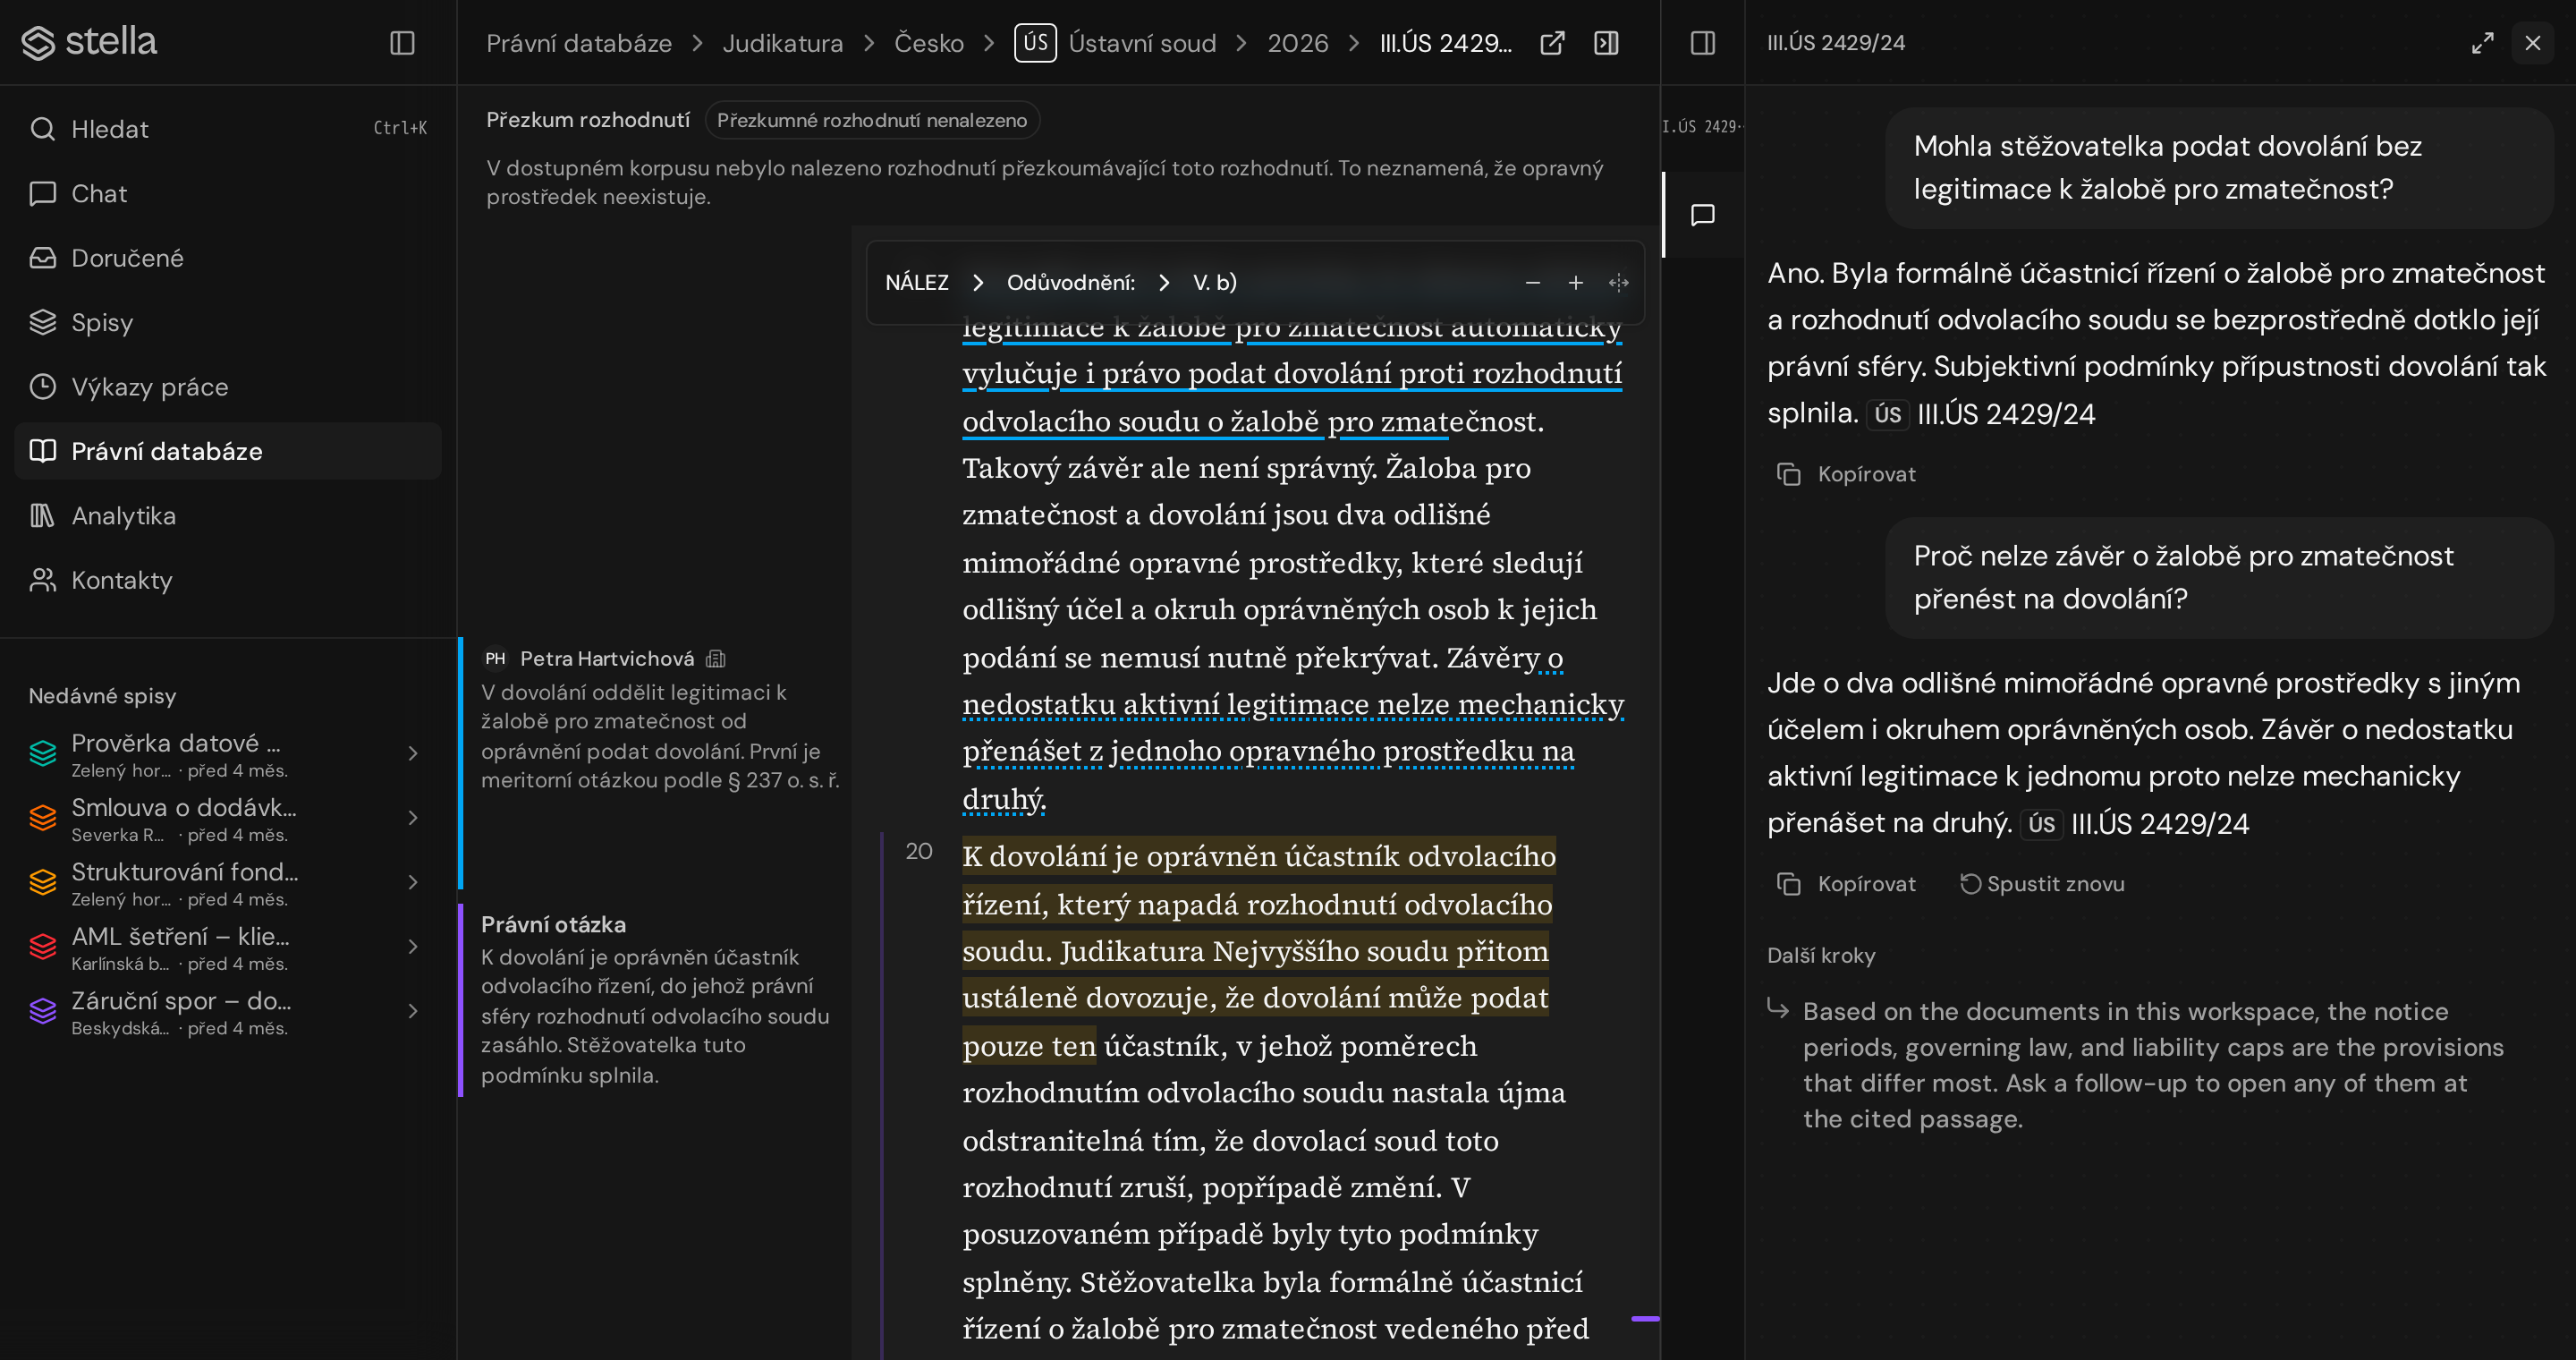 stella
Hledat
Ctrl+K
Chat
Doručené
Spisy
Výkazy práce
Právní databáze
Analytika
Kontakty
Nedávné spisy
Prověrka datové ...
Zelený hor... · před 4 měs.
Smlouva o dodávk...
Severka R... · před 4 měs.
Strukturování fond...
Zelený hor... · před 4 měs.
AML šetření – klie...
Karlínská b... · před 4 měs.
Záruční spor – do...
Beskydská... · před 4 měs.
Právní databáze > Judikatura > Česko > ÚS Ústavní soud > 2026 > III.ÚS 2429...
Přezkum rozhodnutí
Přezkumné rozhodnutí nenalezeno
V dostupném korpusu nebylo nalezeno rozhodnutí přezkoumávající toto rozhodnutí. To neznamená, že opravný
prostředek neexistuje.
NÁLEZ > Odůvodnění: > V. b)
PH Petra Hartvichová
V dovolání oddělit legitimaci k
žalobě pro zmatečnost od
oprávnění podat dovolání. První je
meritorní otázkou podle § 237 o. s. ř.
Právní otázka
K dovolání je oprávněn účastník
odvolacího řízení, do jehož právní
sféry rozhodnutí odvolacího soudu
zasáhlo. Stěžovatelka tuto
podmínku splnila.
legitimace k žalobě pro zmatečnost automaticky
vylučuje i právo podat dovolání proti rozhodnutí
odvolacího soudu o žalobě pro zmatečnost.
Takový závěr ale není správný. Žaloba pro
zmatečnost a dovolání jsou dva odlišné
mimořádné opravné prostředky, které sledují
odlišný účel a okruh oprávněných osob k jejich
podání se nemusí nutně překrývat. Závěry o
nedostatku aktivní legitimace nelze mechanicky
přenášet z jednoho opravného prostředku na
druhý.
20
K dovolání je oprávněn účastník odvolacího
řízení, který napadá rozhodnutí odvolacího
soudu. Judikatura Nejvyššího soudu přitom
ustáleně dovozuje, že dovolání může podat
pouze ten účastník, v jehož poměrech
rozhodnutím odvolacího soudu nastala újma
odstranitelná tím, že dovolací soud toto
rozhodnutí zruší, popřípadě změní. V
posuzovaném případě byly tyto podmínky
splněny. Stěžovatelka byla formálně účastnicí
řízení o žalobě pro zmatečnost vedeného před
I.ÚS 2429..
III.ÚS 2429/24
Mohla stěžovatelka podat dovolání bez
legitimace k žalobě pro zmatečnost?
Ano. Byla formálně účastnicí řízení o žalobě pro zmatečnost
a rozhodnutí odvolacího soudu se bezprostředně dotklo její
právní sféry. Subjektivní podmínky přípustnosti dovolání tak
splnila. ÚS III.ÚS 2429/24
Kopírovat
Proč nelze závěr o žalobě pro zmatečnost
přenést na dovolání?
Jde o dva odlišné mimořádné opravné prostředky s jiným
účelem i okruhem oprávněných osob. Závěr o nedostatku
aktivní legitimace k jednomu proto nelze mechanicky
přenášet na druhý. ÚS III.ÚS 2429/24
Kopírovat
Spustit znovu
Další kroky
Based on the documents in this workspace, the notice
periods, governing law, and liability caps are the provisions
that differ most. Ask a follow-up to open any of them at
the cited passage.